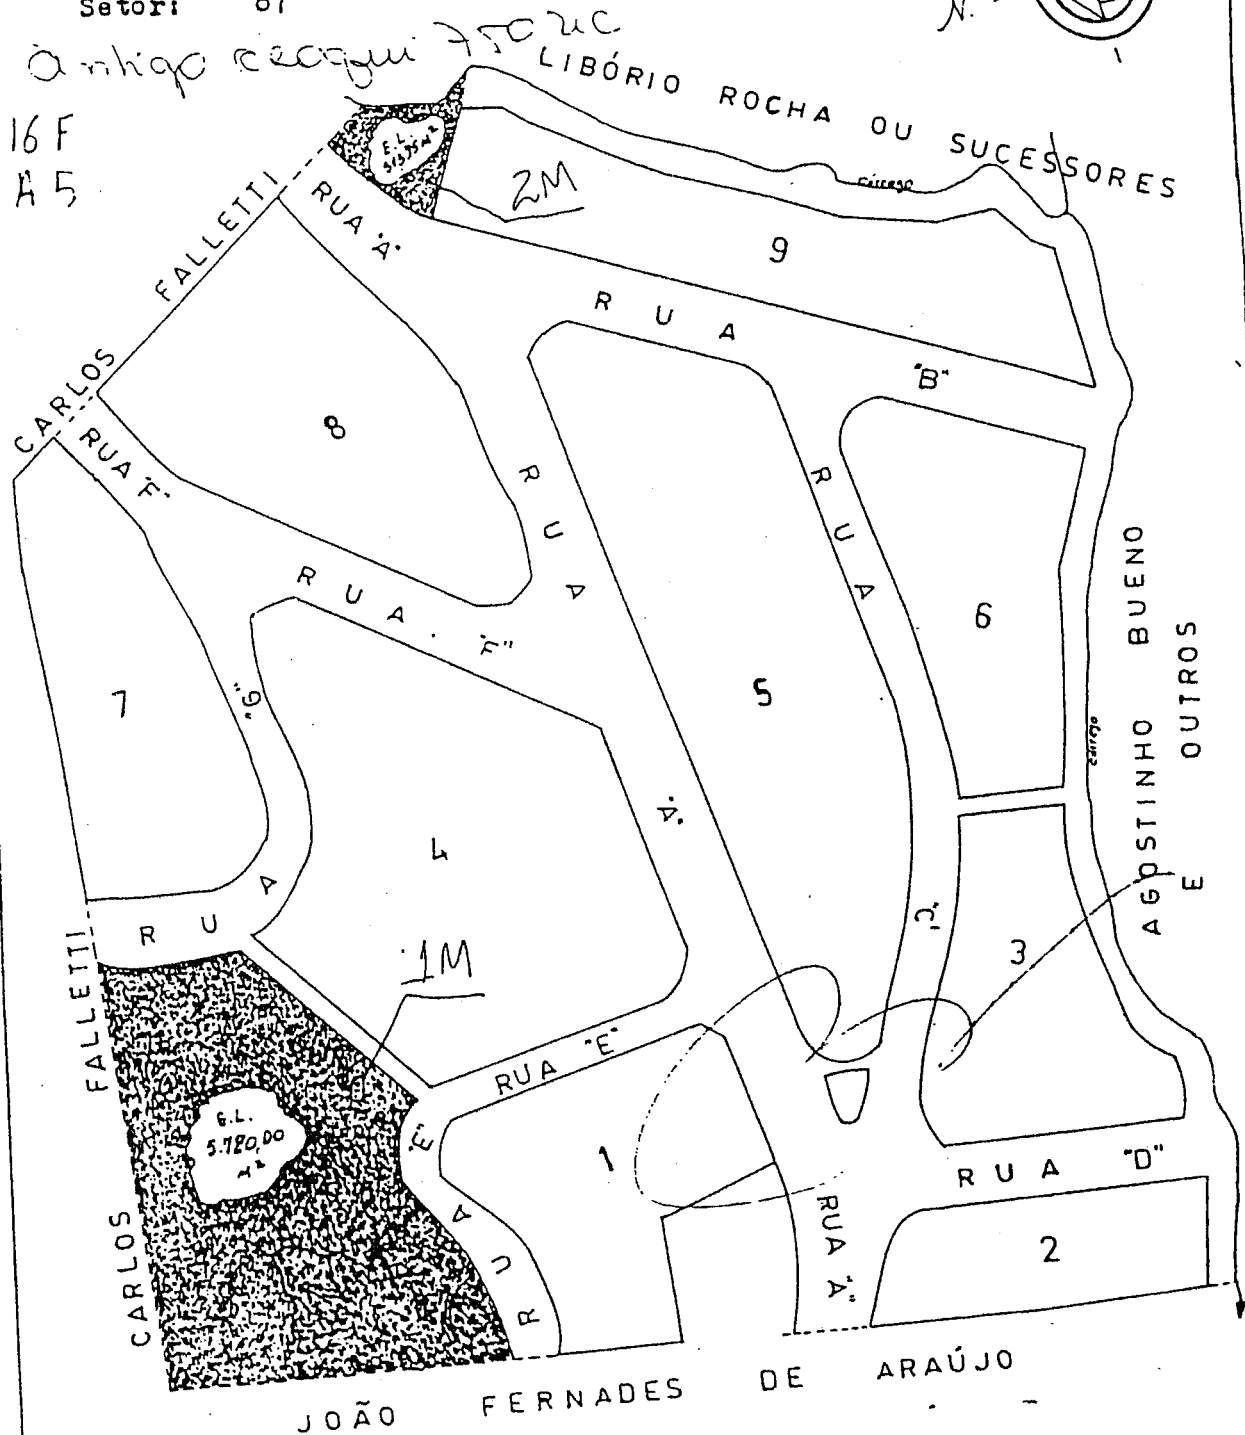 Setor: 07
N.
16 F
A 5
LIBÓRIO ROCHA OU SUCESSORES
E.L.
córrego
2M
9
CARLOS FALLETTI
RUA "A"
RUA "B"
8
RUA "F"
RUA "A"
RUA "C"
6
RUA "F"
7
RUA "G"
5
4
córrego
AGOSTINHO BUENO
E OUTROS
3
1M
CARLOS FALLETTI
RUA "E"
E.L.
5.780,00
M²
1
RUA "E"
RUA "D"
RUA "A"
2
JOÃO FERNADES DE ARAÚJO